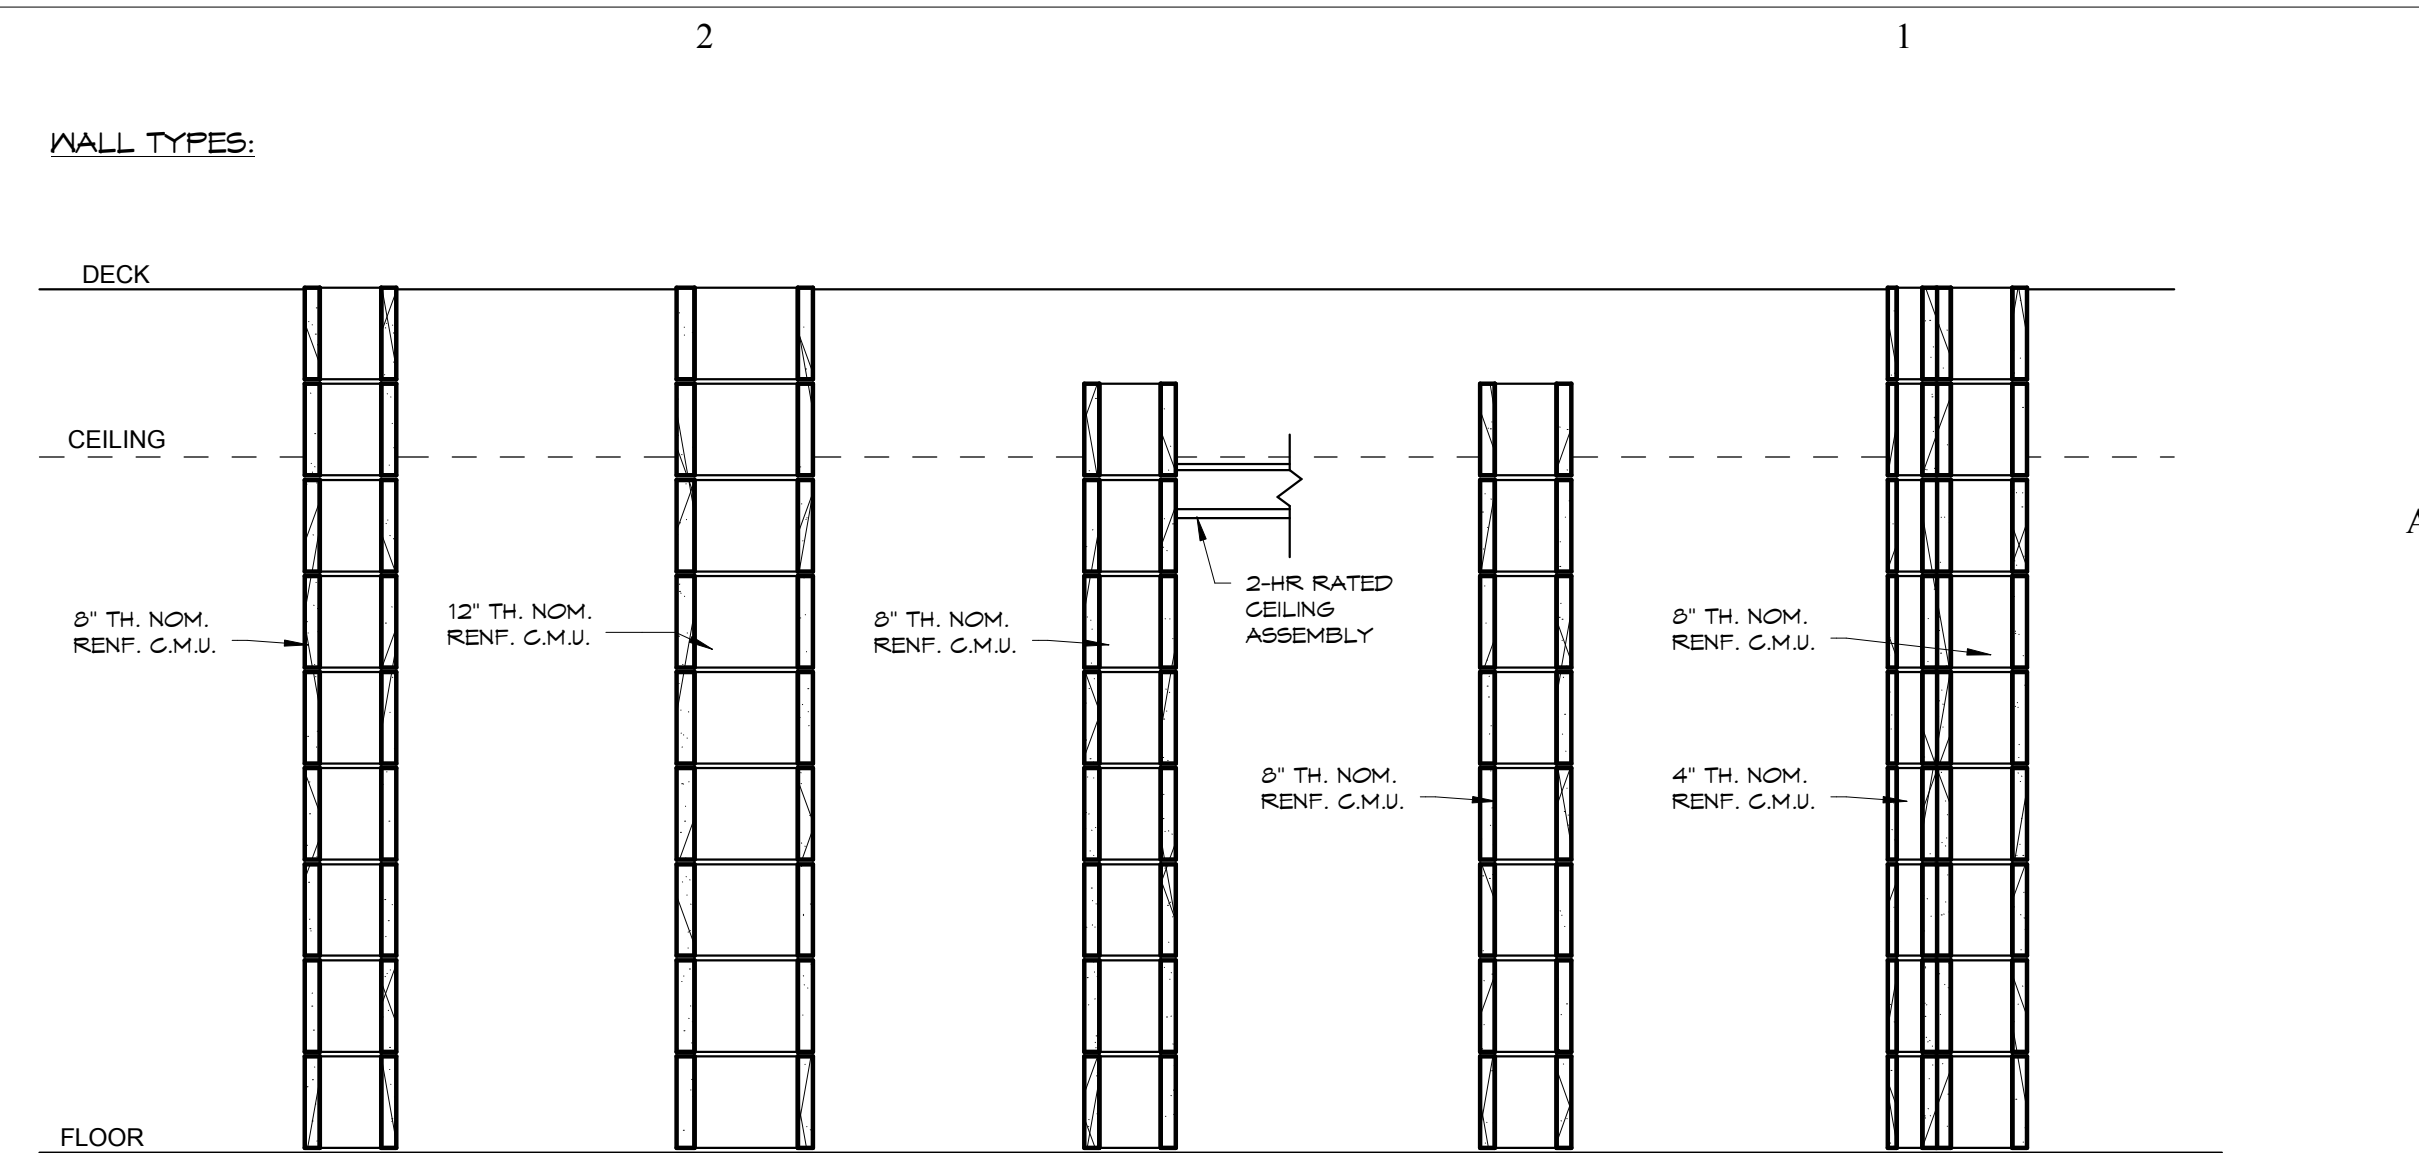 2
1
WALL TYPES:
DECK
CEILING
A
2-HR RATED
CEILING
ASSEMBLY
8" TH. NOM.
RENF. C.M.U.
12" TH. NOM.
RENF. C.M.U.
8" TH. NOM.
RENF. C.M.U.
8" TH. NOM.
RENF. C.M.U.
8" TH. NOM.
RENF. C.M.U.
4" TH. NOM.
RENF. C.M.U.
FLOOR